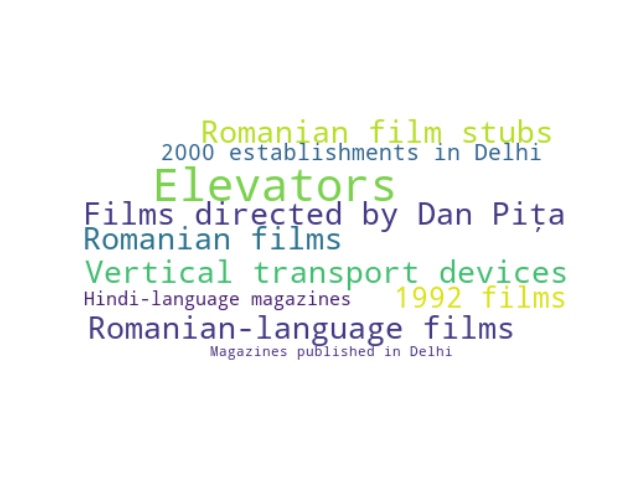 Romanian film stubs
2000 establishments in Delhi
Elevators
Films directed by Dan Pița
Romanian films
Vertical transport devices
Hindi-language magazines
1992 films
Romanian-language films
Magazines published in Delhi